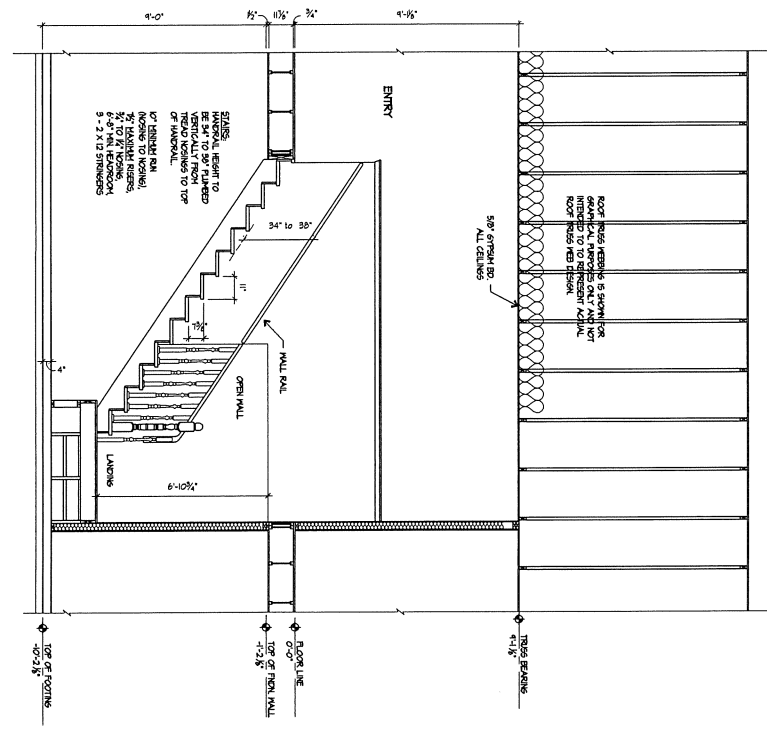 9'-0"
1/2"
11 7/8"
3/4"
9'-1 1/8"
ENTRY
STAIRS:
HANDRAIL HEIGHT TO
BE 34" TO 38" PLUMBED
VERTICALLY FROM
TREAD NOSINGS TO TOP
OF HANDRAIL.
10" MINIMUM RUN
(NOSING TO NOSING),
7 3/4" MAXIMUM RISERS,
3/4" TO 1 1/4" NOSING,
6'-8" MIN. HEADROOM,
3 - 2 X 12 STRINGERS
ROOF TRUSS WEBBING IS SHOWN FOR
GRAPHICAL PURPOSES ONLY AND NOT
INTENDED TO TO REPRESENT ACTUAL
ROOF TRUSS WEB DESIGN.
5/8" GYPSUM BD.
ALL CEILINGS
34" to 38"
11"
7 3/8"
WALL RAIL
OPEN WALL
4"
LANDING
6'-10 3/4"
TOP OF FOOTING
-10'-2 1/8"
TOP OF FNDN. WALL
-1'-2 1/8"
FLOOR LINE
0'-0"
TRUSS BEARING
9'-1 1/8"